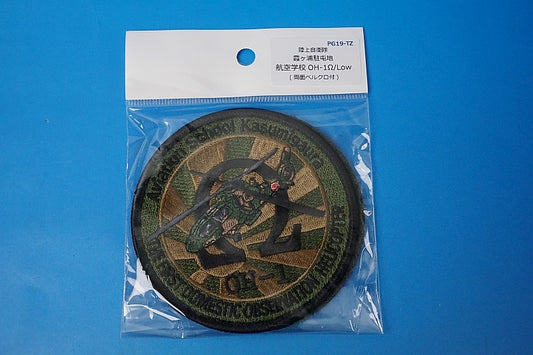 PG19-TZ
陸上自衛隊
霞ヶ浦駐屯地
航空学校 OH-1Ω/Low
(両面ベルクロ付)
Aviation School Kasumigaura
DOMESTIC OBSERVATION HELICOPTER
Ω
OH-1